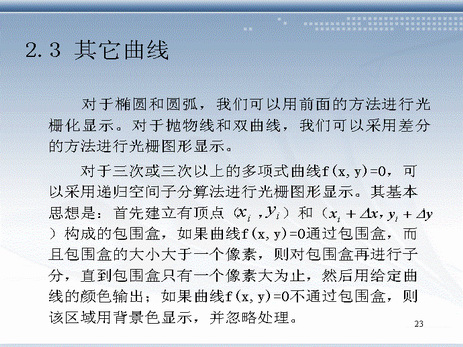 2.3 其它曲线
对于椭圆和圆弧，我们可以用前面的方法进行光
栅化显示。对于抛物线和双曲线，我们可以采用差分
的方法进行光栅图形显示。
对于三次或三次以上的多项式曲线f(x,y)=0，可
以采用递归空间子分算法进行光栅图形显示。其基本
思想是：首先建立有顶点（xᵢ，yᵢ）和（xᵢ + Δx，yᵢ + Δy
）构成的包围盒，如果曲线f(x,y)=0通过包围盒，而
且包围盒的大小大于一个像素，则对包围盒再进行子
分，直到包围盒只有一个像素大为止，然后用给定曲
线的颜色输出；如果曲线f(x,y)=0不通过包围盒，则
该区域用背景色显示，并忽略处理。
23